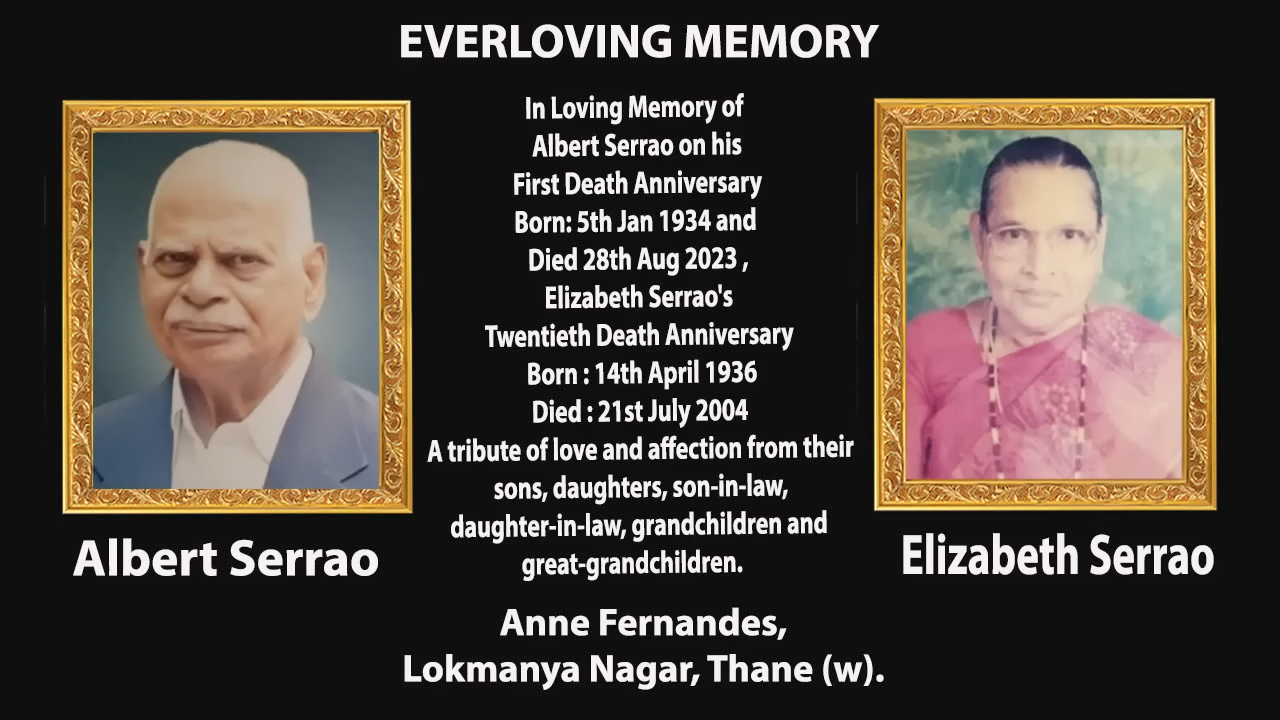 EVERLOVING MEMORY
In Loving Memory of
Albert Serrao on his
First Death Anniversary
Born: 5th Jan 1934 and
Died 28th Aug 2023 ,
Elizabeth Serrao's
Twentieth Death Anniversary
Born : 14th April 1936
Died : 21st July 2004
A tribute of love and affection from their
sons, daughters, son-in-law,
daughter-in-law, grandchildren and
great-grandchildren.
Albert Serrao
Elizabeth Serrao
Anne Fernandes,
Lokmanya Nagar, Thane (w).